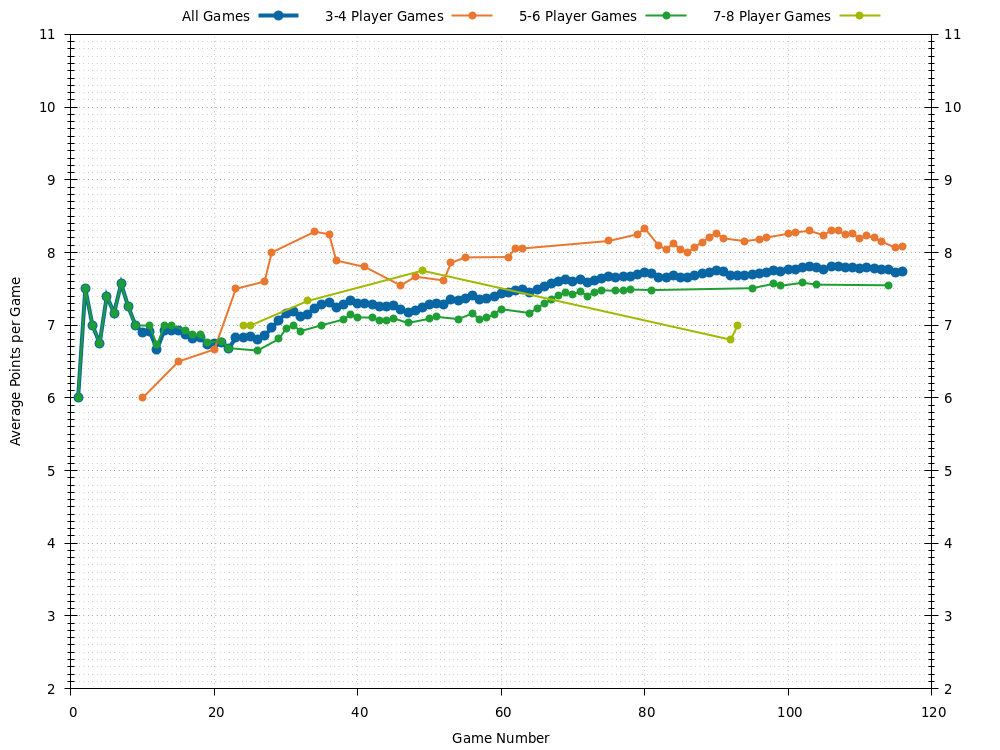 All Games 3-4 Player Games 5-6 Player Games 7-8 Player Games
11 11
10 10
9 9
8 8
7 7
6 6
5 5
4 4
3 3
2 2
Average Points per Game
0 20 40 60 80 100 120
Game Number